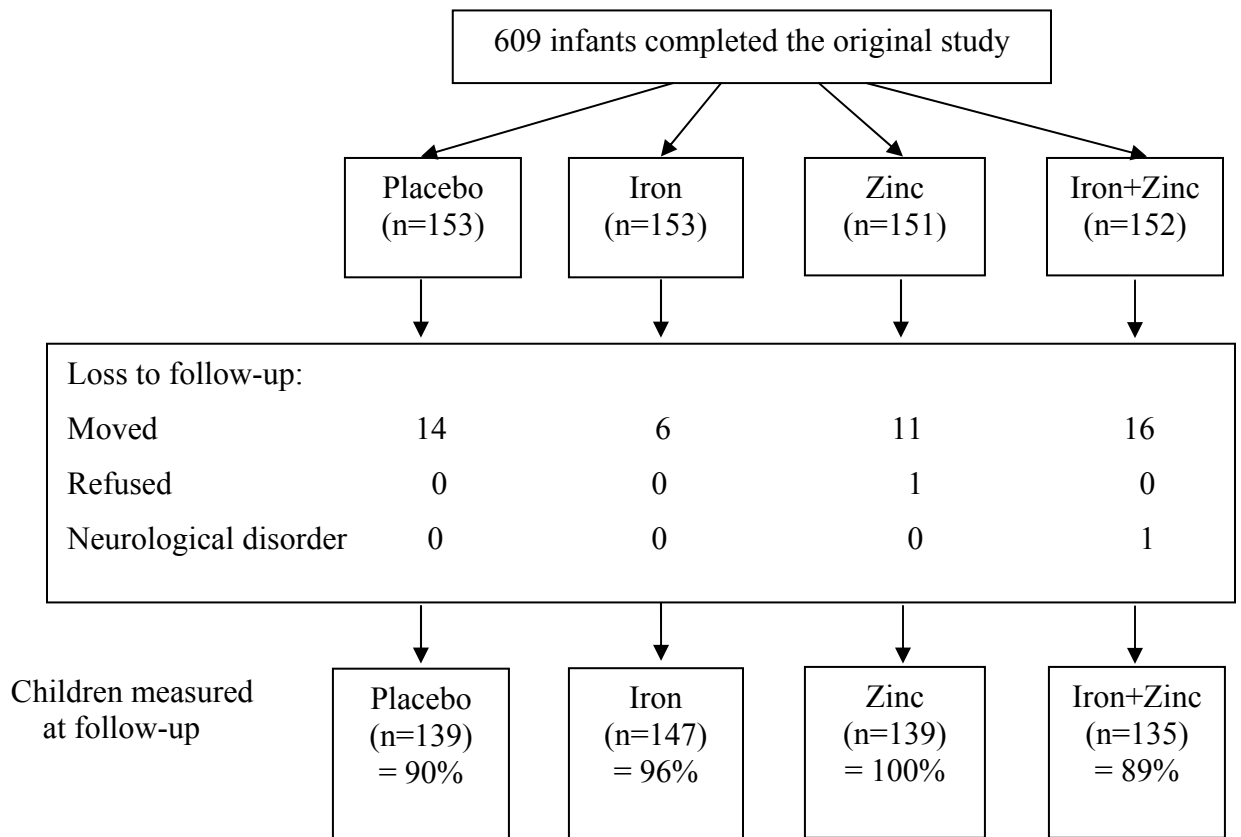 609 infants completed the original study
Placebo
(n=153)
Iron
(n=153)
Zinc
(n=151)
Iron+Zinc
(n=152)
Loss to follow-up:
Moved 14 6 11 16
Refused 0 0 1 0
Neurological disorder 0 0 0 1
Children measured
at follow-up
Placebo
(n=139)
= 90%
Iron
(n=147)
= 96%
Zinc
(n=139)
= 100%
Iron+Zinc
(n=135)
= 89%